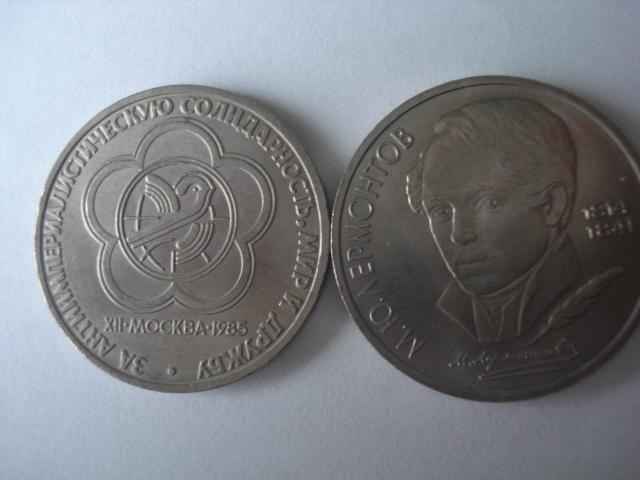 ЗА АНТИИМПЕРИАЛИСТИЧЕСКУЮ СОЛИДАРНОСТЬ, МИР И ДРУЖБУ
XII·МОСКВА·1985
М.Ю.ЛЕРМОНТОВ
1814
1841